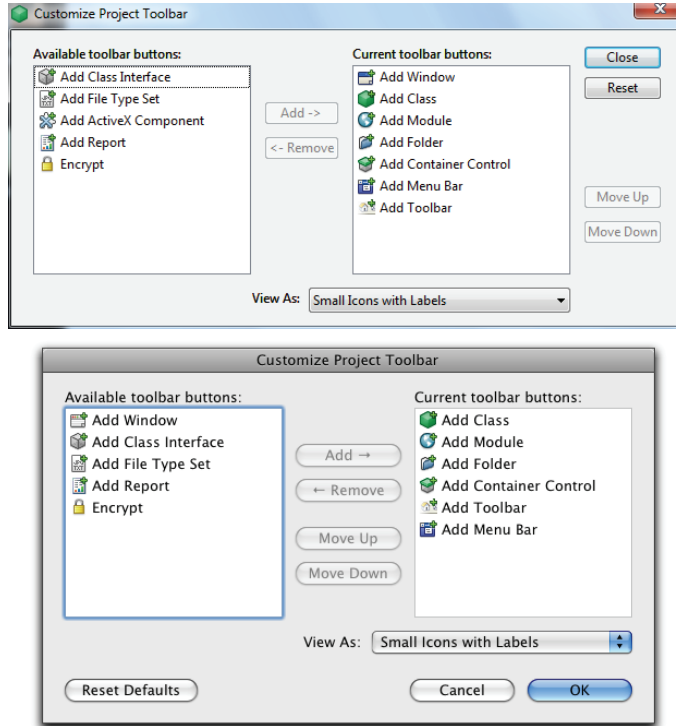 Customize Project Toolbar
X
Available toolbar buttons:
Add Class Interface
Add File Type Set
Add ActiveX Component
Add Report
Encrypt
Add ->
<- Remove
Current toolbar buttons:
Add Window
Add Class
Add Module
Add Folder
Add Container Control
Add Menu Bar
Add Toolbar
Close
Reset
Move Up
Move Down
View As: Small Icons with Labels
Customize Project Toolbar
Available toolbar buttons:
Add Window
Add Class Interface
Add File Type Set
Add Report
Encrypt
Add →
← Remove
Move Up
Move Down
Current toolbar buttons:
Add Class
Add Module
Add Folder
Add Container Control
Add Toolbar
Add Menu Bar
View As: Small Icons with Labels
Reset Defaults
Cancel
OK